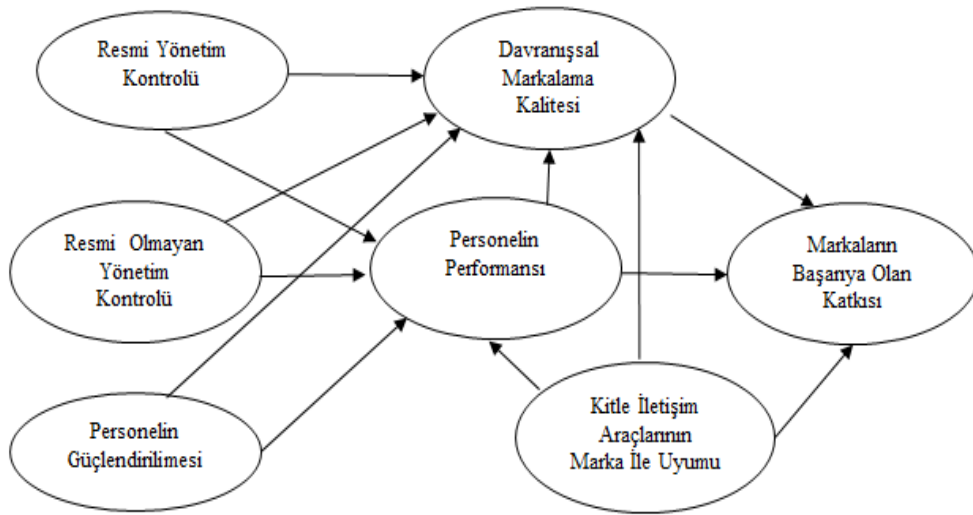 Resmi Yönetim
Kontrolü
Davranışsal
Markalama
Kalitesi
Resmi Olmayan
Yönetim
Kontrolü
Personelin
Performansı
Markaların
Başarıya Olan
Katkısı
Personelin
Güçlendirilimesi
Kitle İletişim
Araçlarının
Marka İle Uyumu